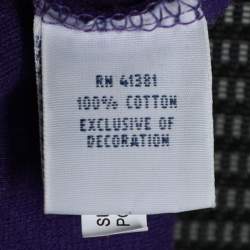 RN 41381
100% COTTON
EXCLUSIVE OF
DECORATION